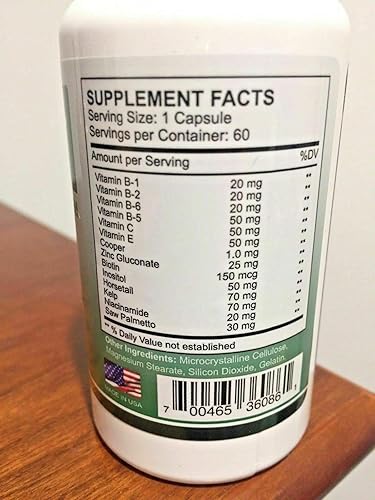 SUPPLEMENT FACTS
Serving Size: 1 Capsule
Servings per Container: 60
Amount per Serving %DV
Vitamin B-1 20 mg **
Vitamin B-2 20 mg **
Vitamin B-6 20 mg **
Vitamin B-5 50 mg **
Vitamin C 50 mg **
Vitamin E 50 mg **
Cooper 1.0 mg **
Zinc Gluconate 25 mg **
Biotin 150 mcg **
Inositol 50 mg **
Horsetail 70 mg **
Kelp 70 mg **
Niacinamide 20 mg **
Saw Palmetto 30 mg **
** % Daily Value not established
Other Ingredients: Microcrystalline Cellulose,
Magnesium Stearate, Silicon Dioxide, Gelatin.
MADE IN USA
7 00465 36086 1